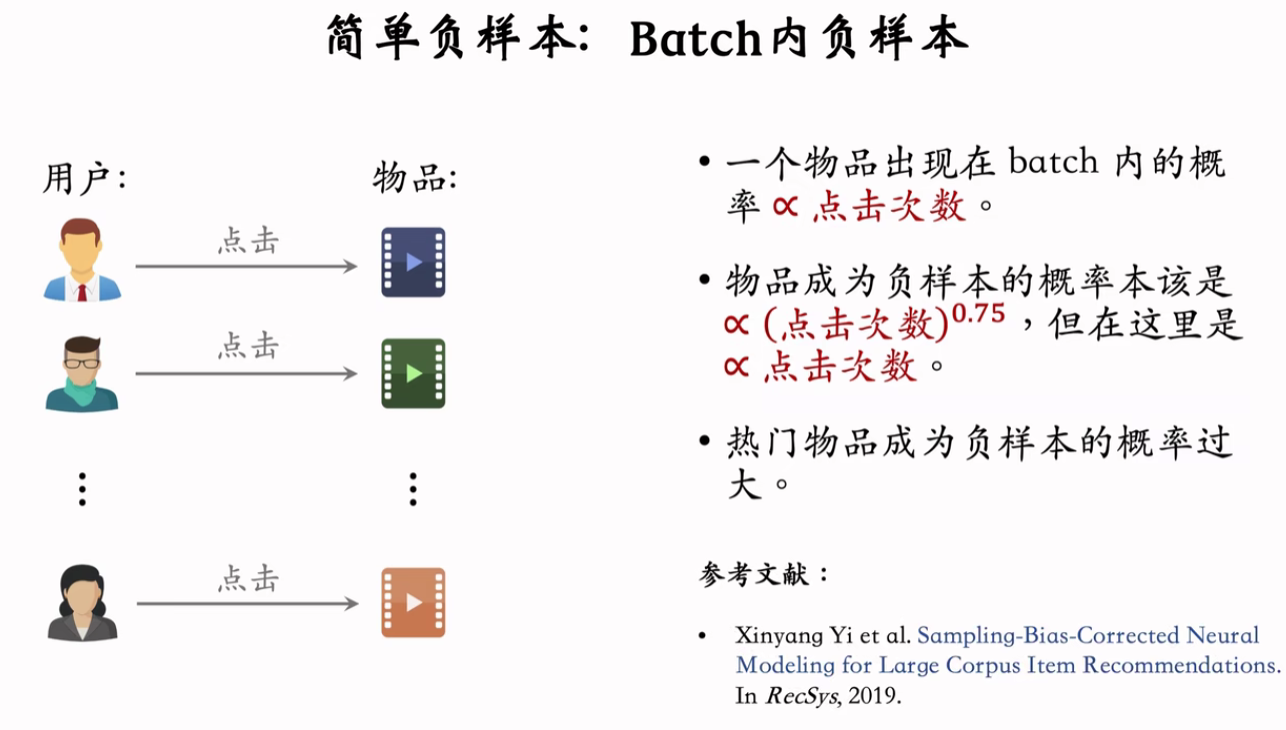 简单负样本：Batch内负样本
用户：
物品：
点击
点击
点击
• 一个物品出现在 batch 内的概
率 ∝ 点击次数。
• 物品成为负样本的概率本该是
∝ (点击次数)^0.75，但在这里是
∝ 点击次数。
• 热门物品成为负样本的概率过
大。
参考文献：
• Xinyang Yi et al. Sampling-Bias-Corrected Neural
Modeling for Large Corpus Item Recommendations.
In RecSys, 2019.